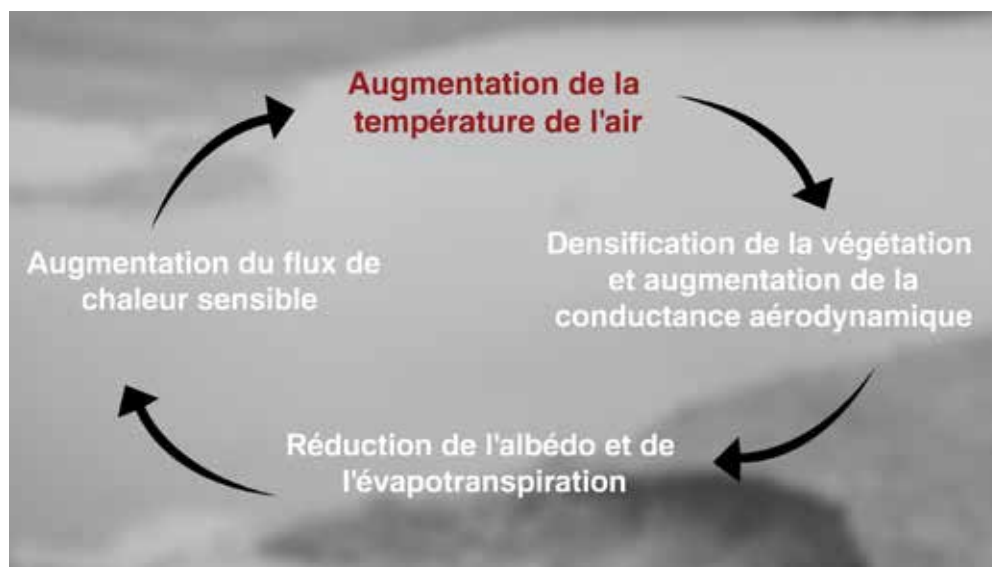 Augmentation de la
température de l'air
Densification de la végétation
et augmentation de la
conductance aérodynamique
Réduction de l'albédo et de
l'évapotranspiration
Augmentation du flux de
chaleur sensible